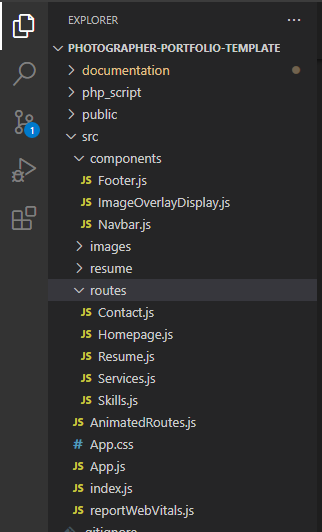 EXPLORER
PHOTOGRAPHER-PORTFOLIO-TEMPLATE
documentation
php_script
public
src
components
JS Footer.js
JS ImageOverlayDisplay.js
JS Navbar.js
images
resume
routes
JS Contact.js
JS Homepage.js
JS Resume.js
JS Services.js
JS Skills.js
JS AnimatedRoutes.js
# App.css
JS App.js
JS index.js
JS reportWebVitals.js
.gitignore
1